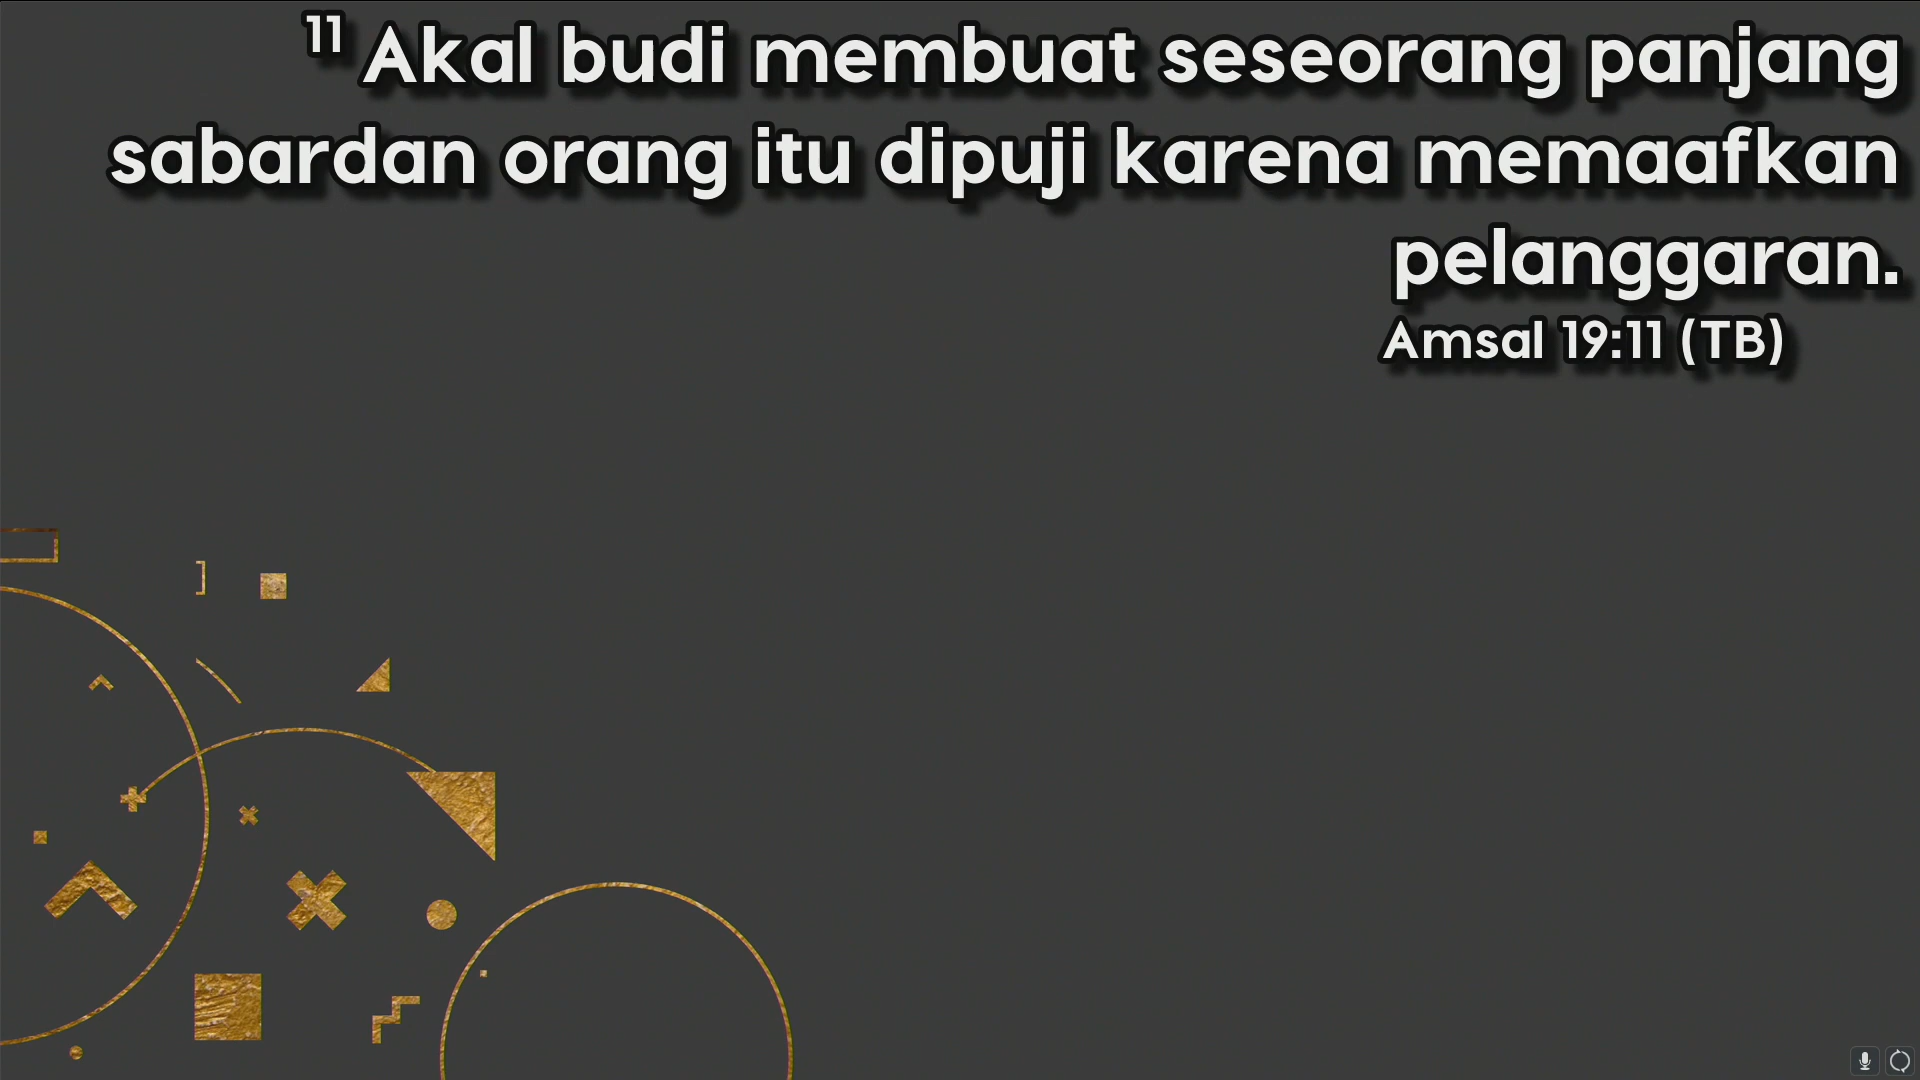 11 Akal budi membuat seseorang panjang
sabardan orang itu dipuji karena memaafkan
pelanggaran.
Amsal 19:11 (TB)